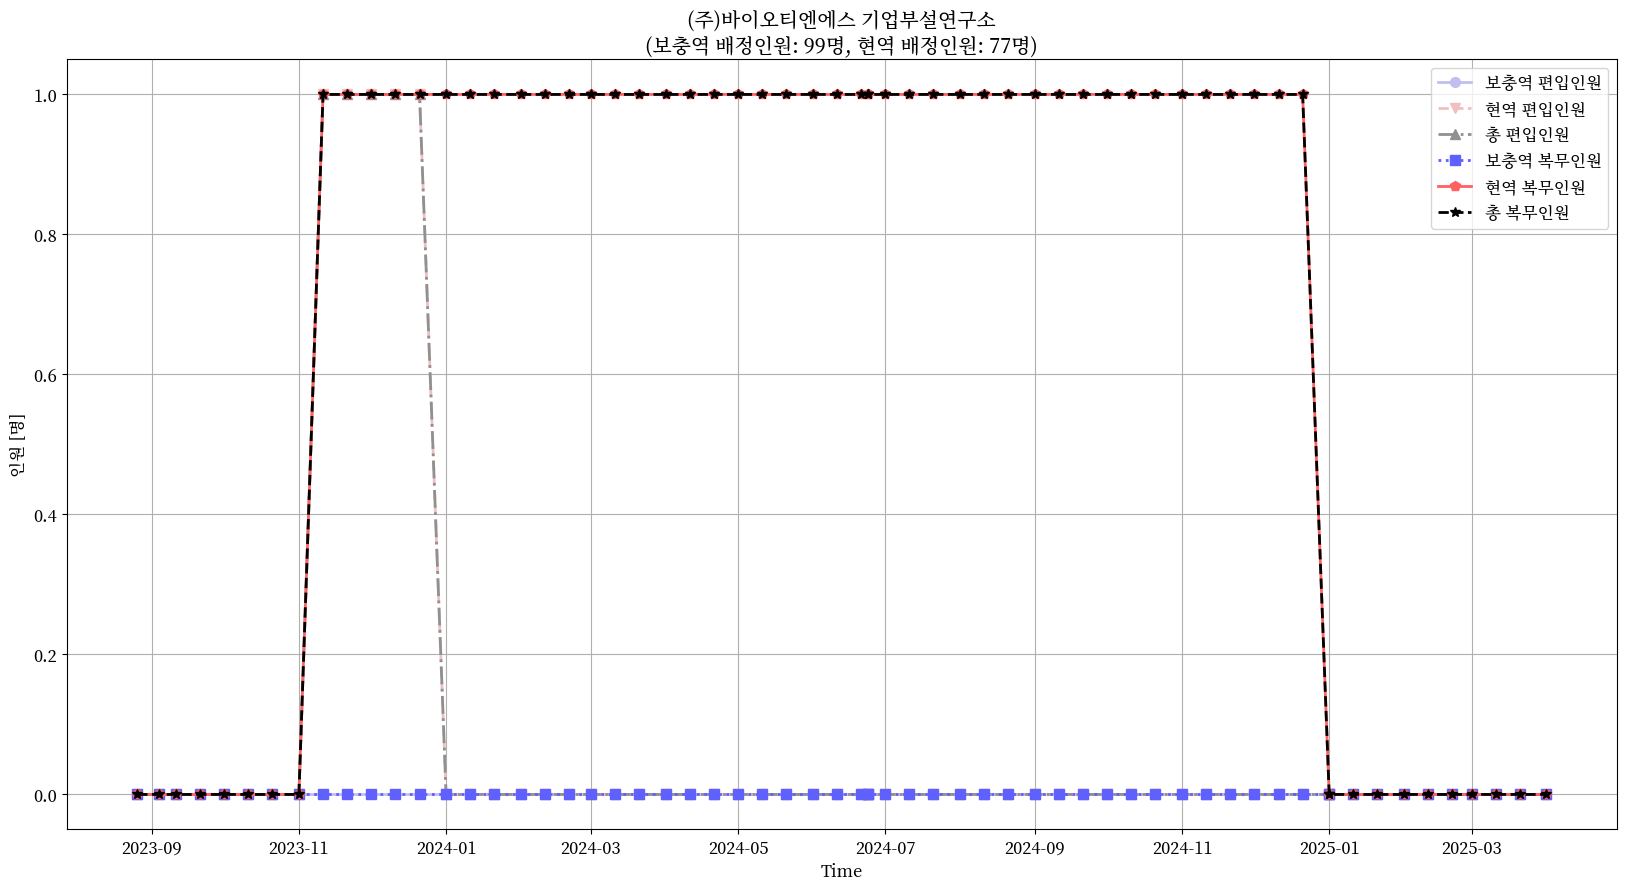 (주)바이오티엔에스 기업부설연구소
(보충역 배정인원: 99명, 현역 배정인원: 77명)
보충역 편입인원
현역 편입인원
총 편입인원
보충역 복무인원
현역 복무인원
총 복무인원
1.0
0.8
0.6
0.4
0.2
0.0
인원 [명]
2023-09
2023-11
2024-01
2024-03
2024-05
2024-07
2024-09
2024-11
2025-01
2025-03
Time